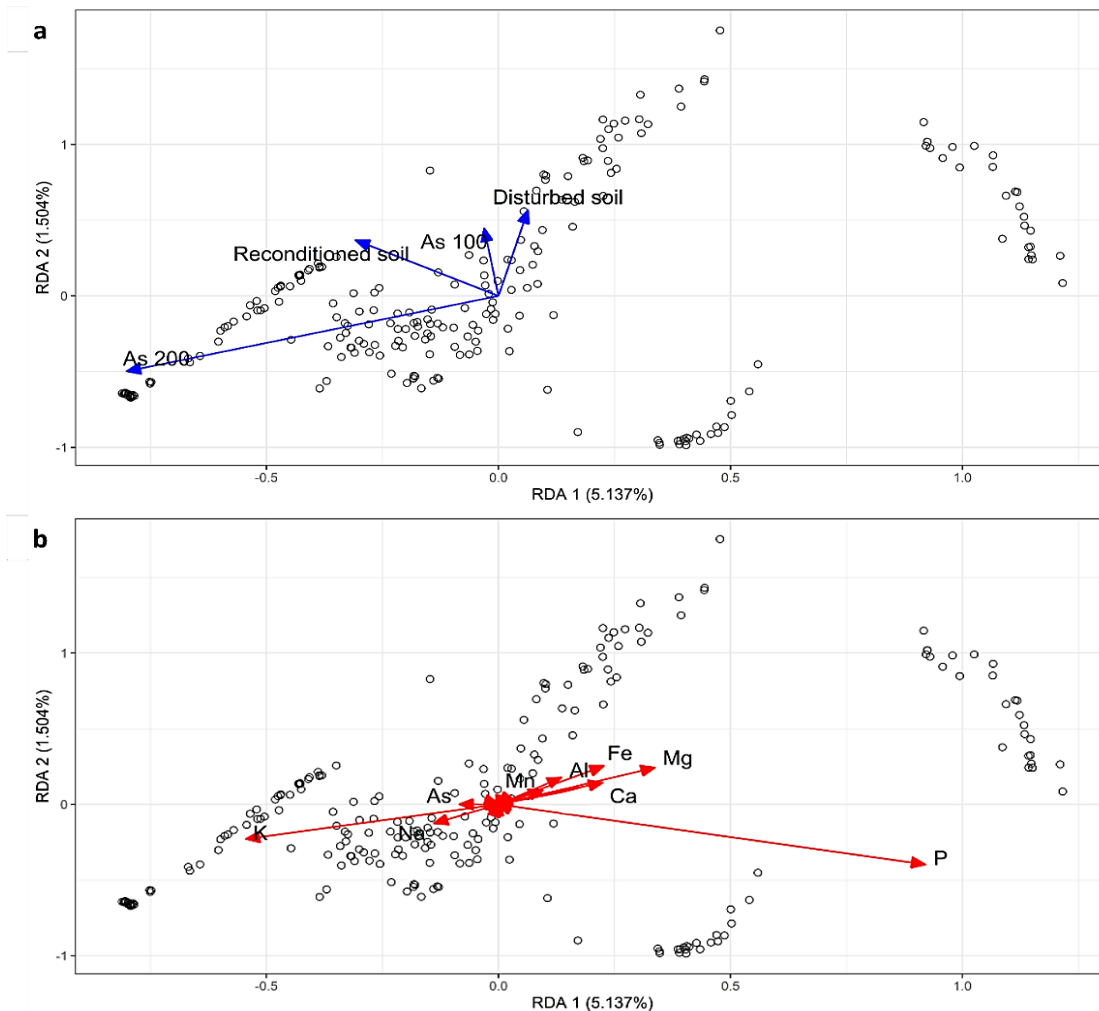 a
RDA 2 (1.504%)
1
0
-1
Disturbed soil
As 100
Reconditioned soil
As 200
-0.5
0.0
0.5
1.0
RDA 1 (5.137%)
b
RDA 2 (1.504%)
1
0
-1
Fe
Mg
Al
Mn
Ca
As
K
Na
P
-0.5
0.0
0.5
1.0
RDA 1 (5.137%)